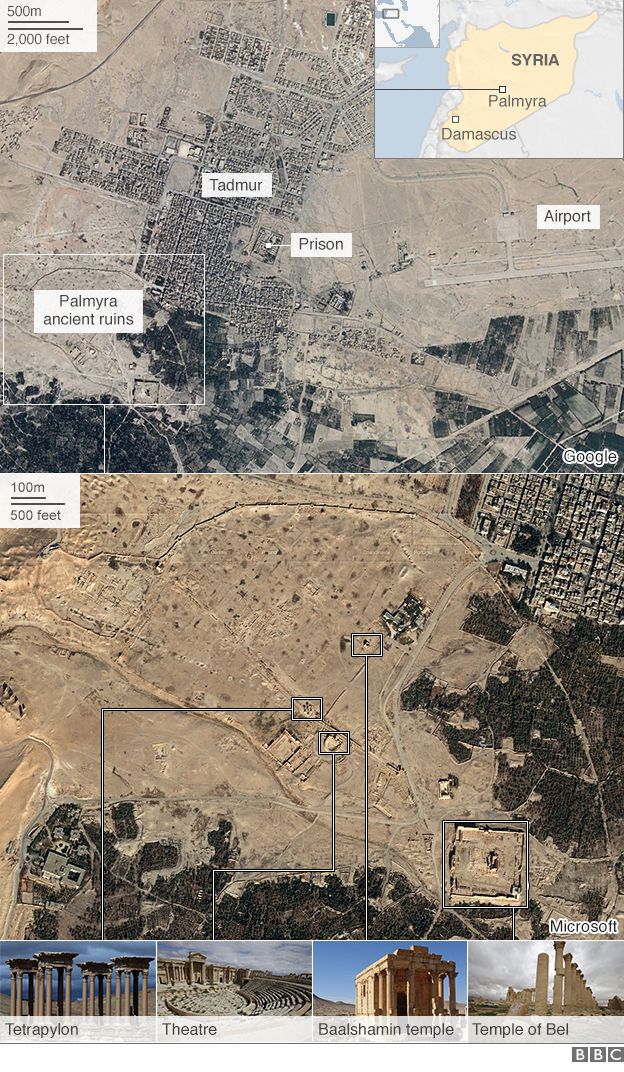 500m
2,000 feet
SYRIA
Palmyra
Damascus
Tadmur
Airport
Prison
Palmyra
ancient ruins
Google
100m
500 feet
Microsoft
Tetrapylon
Theatre
Baalshamin temple
Temple of Bel
BBC